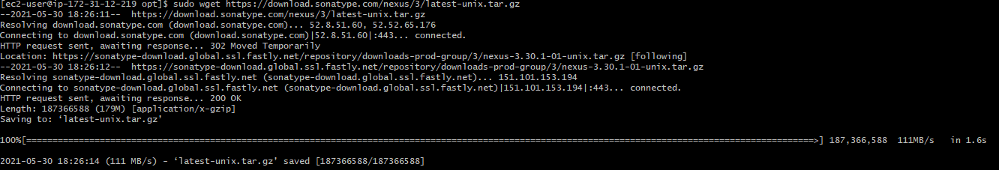 [ec2-user@ip-172-31-12-219 opt]$ sudo wget https://download.sonatype.com/nexus/3/latest-unix.tar.gz
--2021-05-30 18:26:11--  https://download.sonatype.com/nexus/3/latest-unix.tar.gz
Resolving download.sonatype.com (download.sonatype.com)... 52.8.51.60, 52.52.65.176
Connecting to download.sonatype.com (download.sonatype.com)|52.8.51.60|:443... connected.
HTTP request sent, awaiting response... 302 Moved Temporarily
Location: https://sonatype-download.global.ssl.fastly.net/repository/downloads-prod-group/3/nexus-3.30.1-01-unix.tar.gz [following]
--2021-05-30 18:26:12--  https://sonatype-download.global.ssl.fastly.net/repository/downloads-prod-group/3/nexus-3.30.1-01-unix.tar.gz
Resolving sonatype-download.global.ssl.fastly.net (sonatype-download.global.ssl.fastly.net)... 151.101.153.194
Connecting to sonatype-download.global.ssl.fastly.net (sonatype-download.global.ssl.fastly.net)|151.101.153.194|:443... connected.
HTTP request sent, awaiting response... 200 OK
Length: 187366588 (179M) [application/x-gzip]
Saving to: ‘latest-unix.tar.gz’
100%[======================================================================================================================================================>] 187,366,588  111MB/s   in 1.6s
2021-05-30 18:26:14 (111 MB/s) - ‘latest-unix.tar.gz’ saved [187366588/187366588]